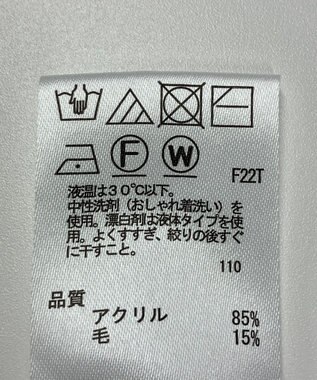 F W
F22T
液温は30℃以下。
中性洗剤（おしゃれ着洗い）を
使用。漂白剤は液体タイプを使
用。よくすすぎ、絞りの後すぐ
に干すこと。
110
品質
アクリル 85%
毛 15%